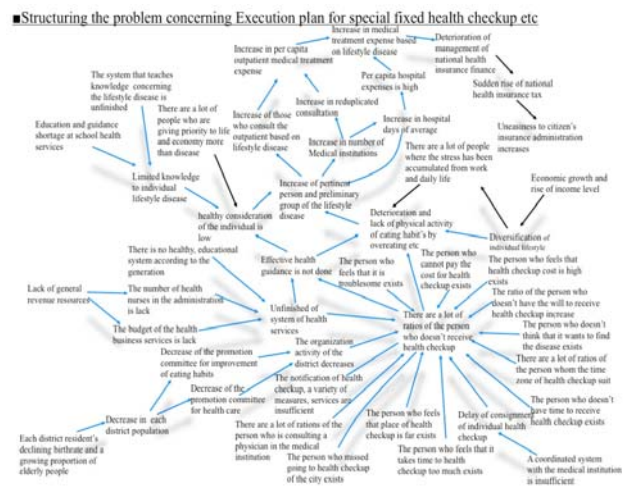 ■Structuring the problem concerning Execution plan for special fixed health checkup etc
Increase in medical
treatment expense based
on lifestyle disease
Deterioration of
management of
national health
insurance finance
Increase in per capita
outpatient medical treatment
expense
Per capita hospital
expenses is high
Sudden rise of national
health insurance tax
The system that teaches
knowledge concerning
the lifestyle disease is
unlinished
There are a lot of
people who are
giving priority to life
and economy more
than disease
Increase in reduplicated
consultation
Increase in hospital
days of average
Uneasiness to citizen's
insurance administration
increases
Education and guidance
shortage at school health
services
Increase of those
who consult the
outpatient based on
lifestyle disease
Increase in number of
Medical institutions
There are a lot of people
where the stress has been
accumulated from work
and daily life
Limited knowledge
to individual
lifestyle disease
Increase of pertinent
person and preliminary
group of the lifestyle
disease
Economic growth and
rise of income level
healthy consideration
of the individual is
low
Deterioration and
lack of physical activity
of eating habit's by
overeating etc
Diversification of
individual lifestyle
There is no healthy, educational
system according to the
generation
Effective health
guidance is not done
The person who
feels that it is
troublesome exists
The person who
cannot pay the
cost for health
checkup exists
The person who feels that
health checkup cost is high
exists
Lack of general
revenue resources
The number of health
nurses in the administration
is lack
The ratio of the person who
doesn't have the will to receive
health checkup increase
The budget of the health
business services is lack
Unfinished of
system of health
services
There are a lot of
ratios of the person
who doesn't receive
health checkup
The person who doesn't
think that it wants to find
the disease exists
Decrease of the promotion
committee for improvement
of eating habits
The organization
activity of the
district decreases
There are a lot of ratios of
the person whom the time
zone of health checkup suit
Decrease of the
promotion committee
for health care
The notification of health
checkup, a variety of
measures, services are
insufficient
The person who doesn't
have time to receive
health checkup exists
Decrease in each
district population
There are a lot of rations of the
person who is consulting a
physician in the medical
institution
The person who feels
that place of health
checkup is far exists
Delay of consignment
of individual health
checkup
Each district resident's
declining birthrate and a
growing proportion of
elderly people
The person who missed
going to health checkup
of the city exists
The person who feels that it
takes time to health
checkup too much exists
A coordinated system
with the medical institution
is insufficient